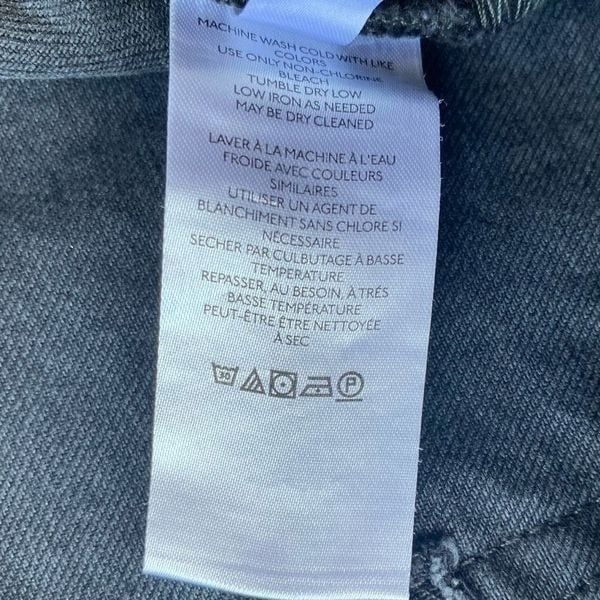 MACHINE WASH COLD WITH LIKE
COLORS
USE ONLY NON-CHLORINE
BLEACH
TUMBLE DRY LOW
LOW IRON AS NEEDED
MAY BE DRY CLEANED
LAVER À LA MACHINE À L'EAU
FROIDE AVEC COULEURS
SIMILAIRES
UTILISER UN AGENT DE
BLANCHIMENT SANS CHLORE SI
NÉCESSAIRE
SECHER PAR CULBUTAGE À BASSE
TEMPERATURE
REPASSER, AU BESOIN, À TRÉS
BASSE TEMPÉRATURE
PEUT-ÊTRE ÊTRE NETTOYÉE
À SEC
30 P